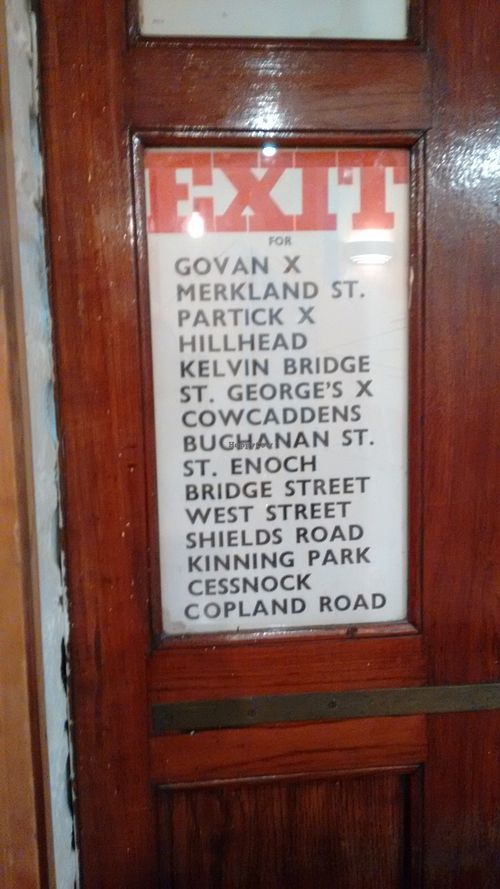 EXIT
FOR
GOVAN X
MERKLAND ST.
PARTICK X
HILLHEAD
KELVIN BRIDGE
ST. GEORGE'S X
COWCADDENS
BUCHANAN ST.
ST. ENOCH
BRIDGE STREET
WEST STREET
SHIELDS ROAD
KINNING PARK
CESSNOCK
COPLAND ROAD